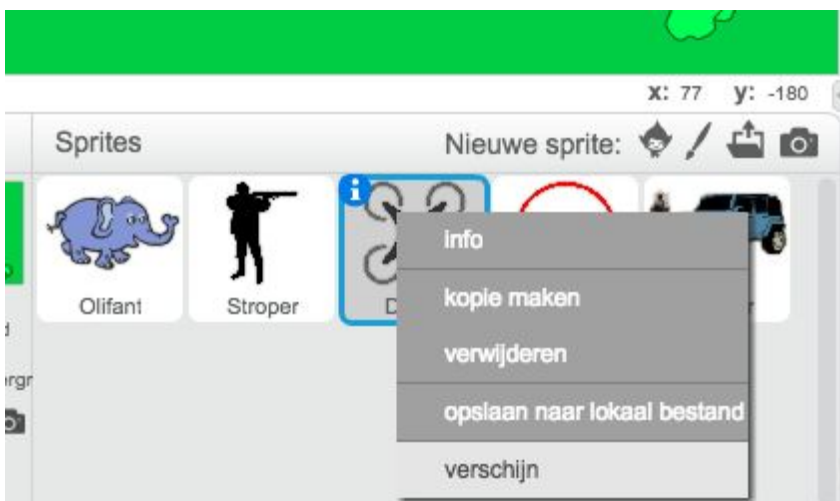 x: 77 y: -180
Sprites
Nieuwe sprite:
Olifant
Stroper
D
info
kopie maken
verwijderen
opslaan naar lokaal bestand
verschijn